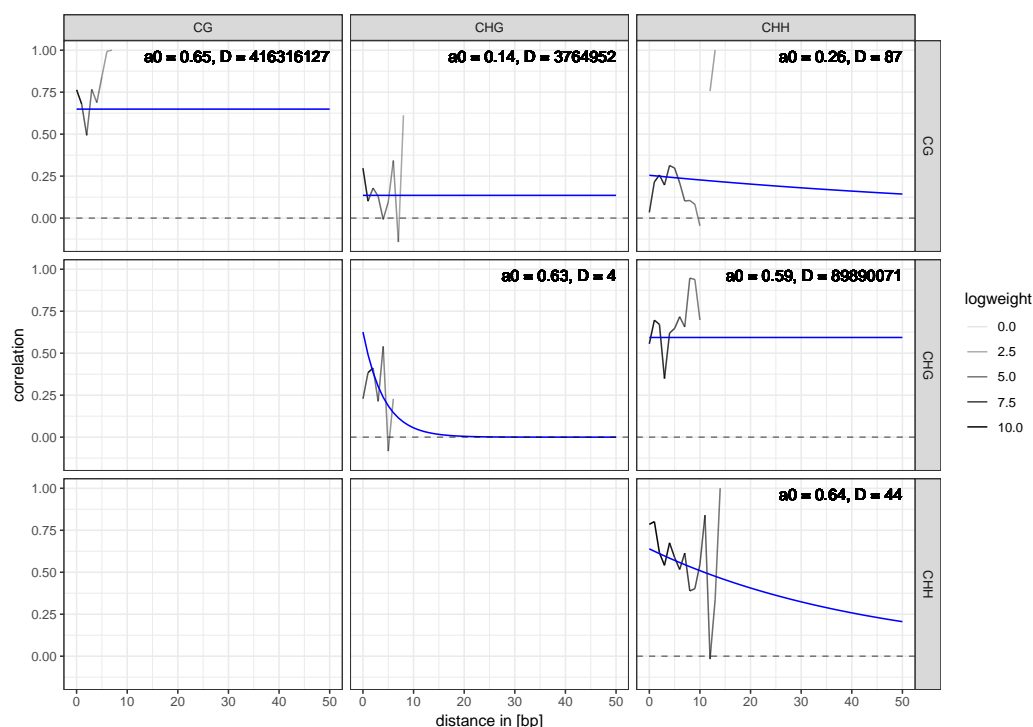 CG CHG CHH
a0 = 0.65, D = 416316127 a0 = 0.14, D = 3764952 a0 = 0.26, D = 87
1.00
0.75
0.50
0.25
0.00
CG
a0 = 0.63, D = 4 a0 = 0.59, D = 89890071
1.00
0.75
0.50
0.25
0.00
CHG
correlation
a0 = 0.64, D = 44
1.00
0.75
0.50
0.25
0.00
CHH
0 10 20 30 40 50 0 10 20 30 40 50 0 10 20 30 40 50
distance in [bp]
logweight
0.0
2.5
5.0
7.5
10.0